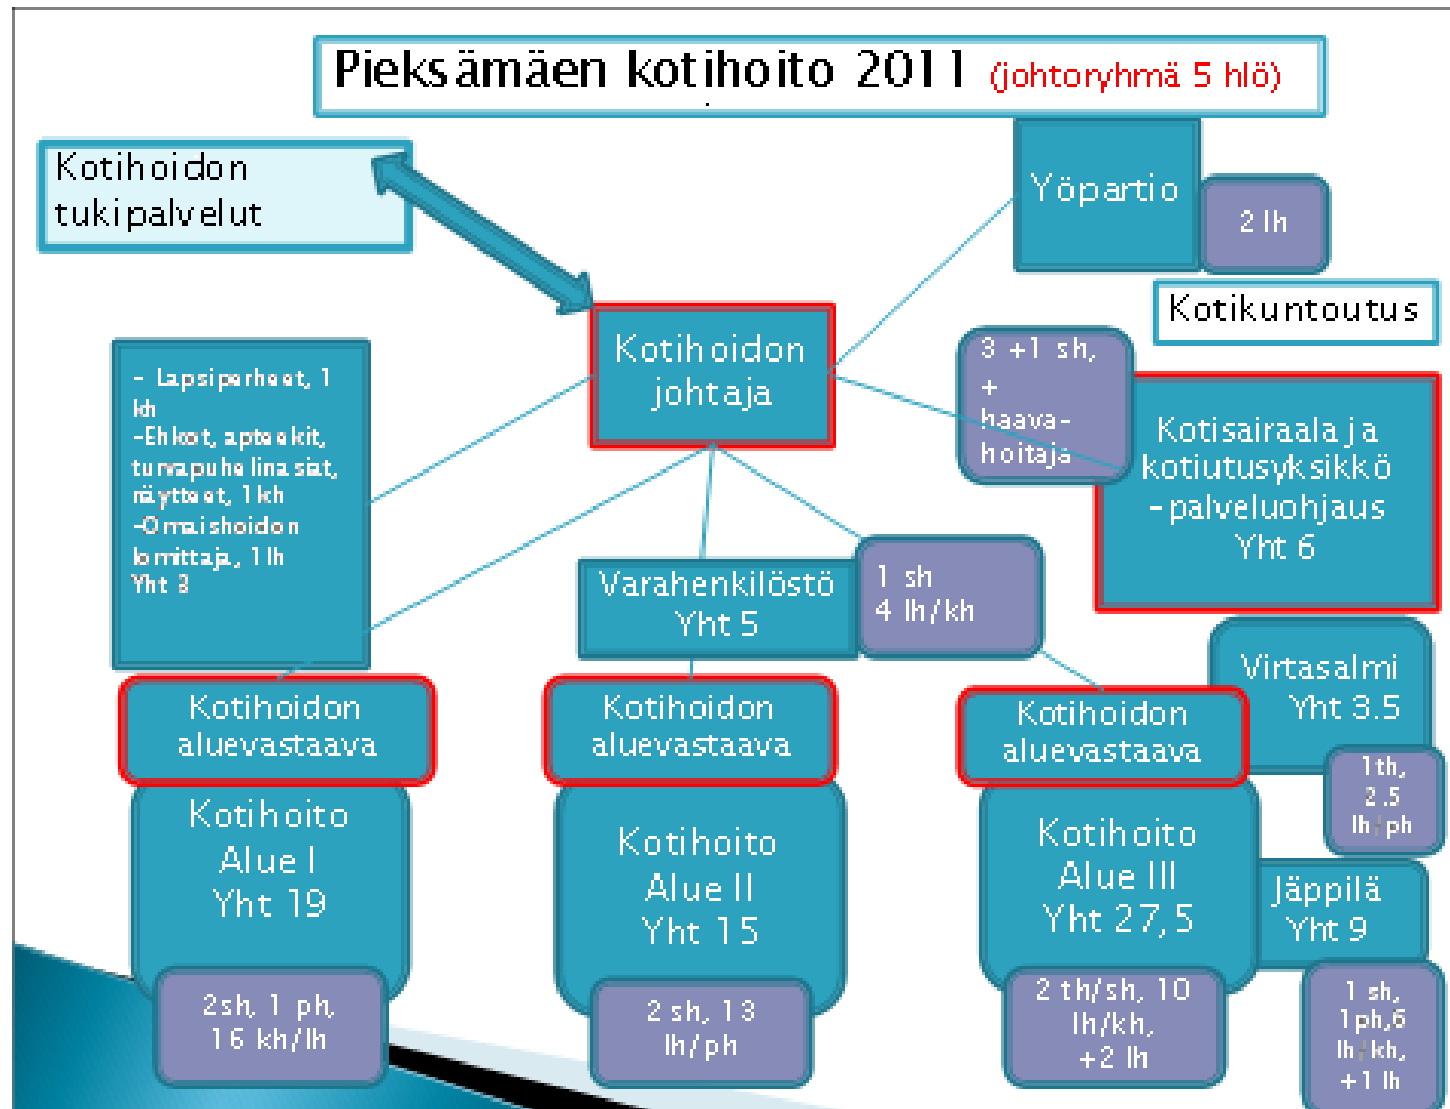 Pieksämäen kotihoito 2011 (johtoryhmä 5 hlö)
Kotihoidon
tukipalvelut
Yöpartio
2 lh
Kotikuntoutus
Kotihoidon
johtaja
3 +1 sh,
+
haava-
hoitaja
Kotisairaala ja
kotiutusyksikkö
-palveluohjaus
Yht 6
- Lapsiperheet, 1
kh
-Ehkot, apteekit,
turvapuhelinasiat,
näytteet, 1 kh
-Omaishoidon
lomittaja, 1 lh
Yht 3
Varahenkilöstö
Yht 5
1 sh
4 lh/kh
Kotihoidon
aluevastaava
Kotihoito
Alue I
Yht 19
2sh, 1 ph,
16 kh/lh
Kotihoidon
aluevastaava
Kotihoito
Alue II
Yht 15
2 sh, 13
lh/ph
Kotihoidon
aluevastaava
Kotihoito
Alue III
Yht 27,5
2 th/sh, 10
lh/kh,
+2 lh
Virtasalmi
Yht 3.5
1th,
2.5
lh/ph
Jäppilä
Yht 9
1 sh,
1ph,6
lh/kh,
+1 lh